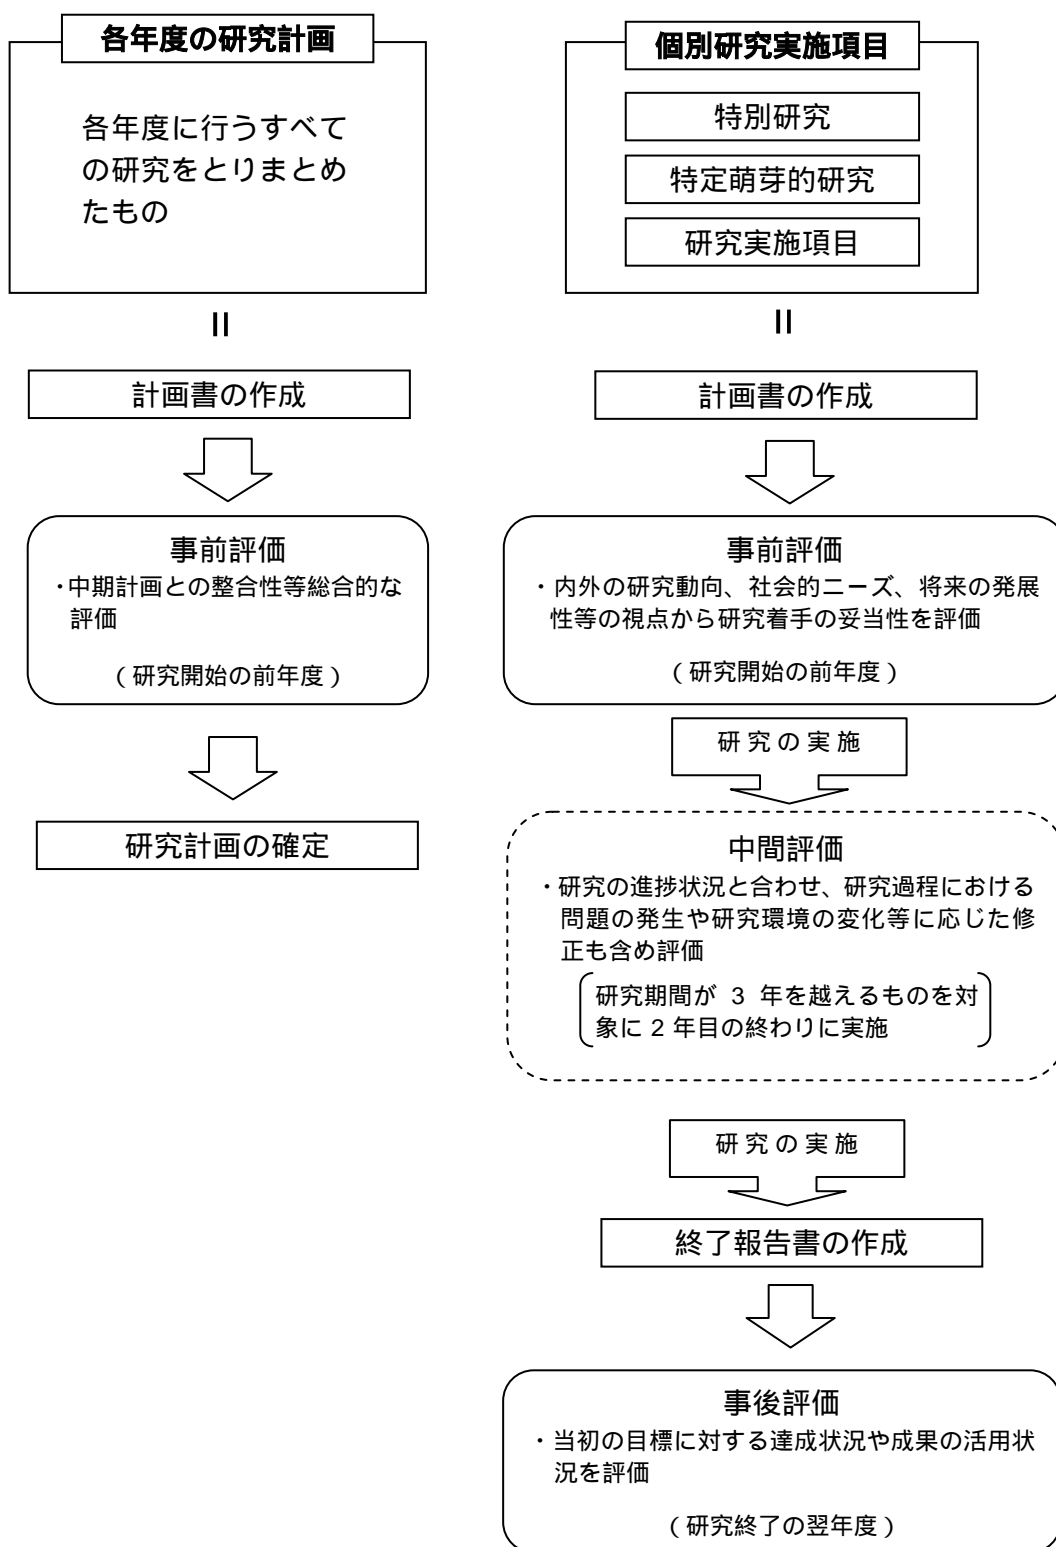 各年度の研究計画
各年度に行うすべて
の研究をとりまとめ
たもの
=
計画書の作成
事前評価
・中期計画との整合性等総合的な
評価
（研究開始の前年度）
研究計画の確定
個別研究実施項目
特別研究
特定萌芽的研究
研究実施項目
=
計画書の作成
事前評価
・内外の研究動向、社会的ニーズ、将来の発展
性等の視点から研究着手の妥当性を評価
（研究開始の前年度）
研究の実施
中間評価
・研究の進捗状況と合わせ、研究過程における
問題の発生や研究環境の変化等に応じた修
正も含め評価
研究期間が 3 年を越えるものを対
象に 2 年目の終わりに実施
研究の実施
終了報告書の作成
事後評価
・当初の目標に対する達成状況や成果の活用状
況を評価
（研究終了の翌年度）